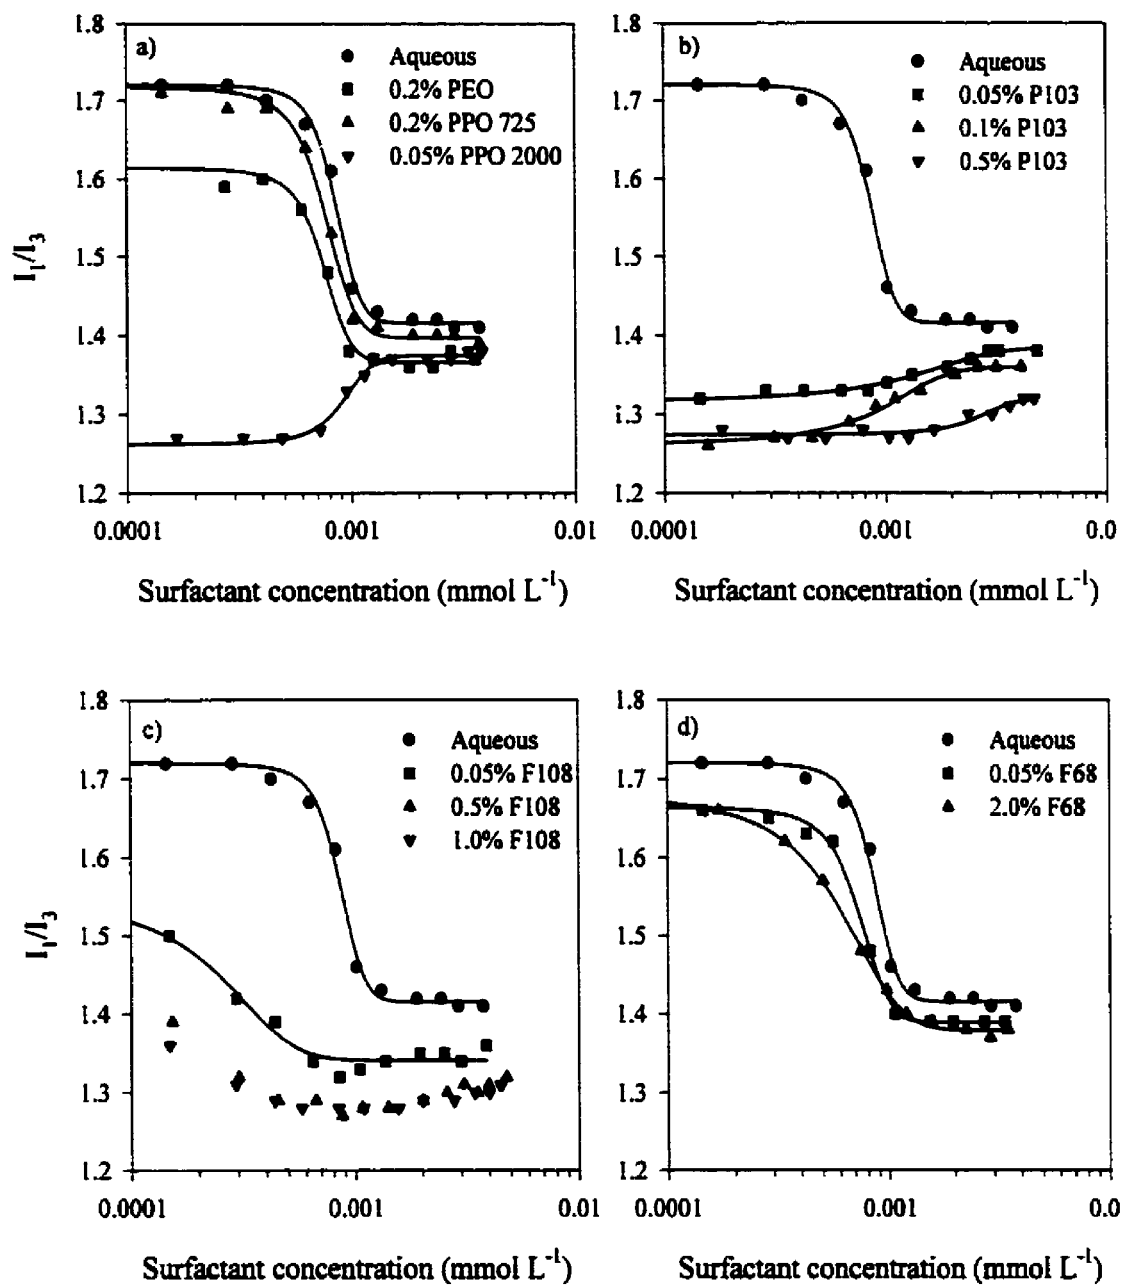 a)
Aqueous
0.2% PEO
0.2% PPO 725
0.05% PPO 2000
1.8
1.7
1.6
1.5
1.4
1.3
1.2
I₁/I₃
0.0001 0.001 0.01
Surfactant concentration (mmol L⁻¹)
b)
Aqueous
0.05% P103
0.1% P103
0.5% P103
1.8
1.7
1.6
1.5
1.4
1.3
1.2
0.0001 0.001 0.0
Surfactant concentration (mmol L⁻¹)
c)
Aqueous
0.05% F108
0.5% F108
1.0% F108
1.8
1.7
1.6
1.5
1.4
1.3
1.2
I₁/I₃
0.0001 0.001 0.01
Surfactant concentration (mmol L⁻¹)
d)
Aqueous
0.05% F68
2.0% F68
1.8
1.7
1.6
1.5
1.4
1.3
1.2
0.0001 0.001 0.0
Surfactant concentration (mmol L⁻¹)